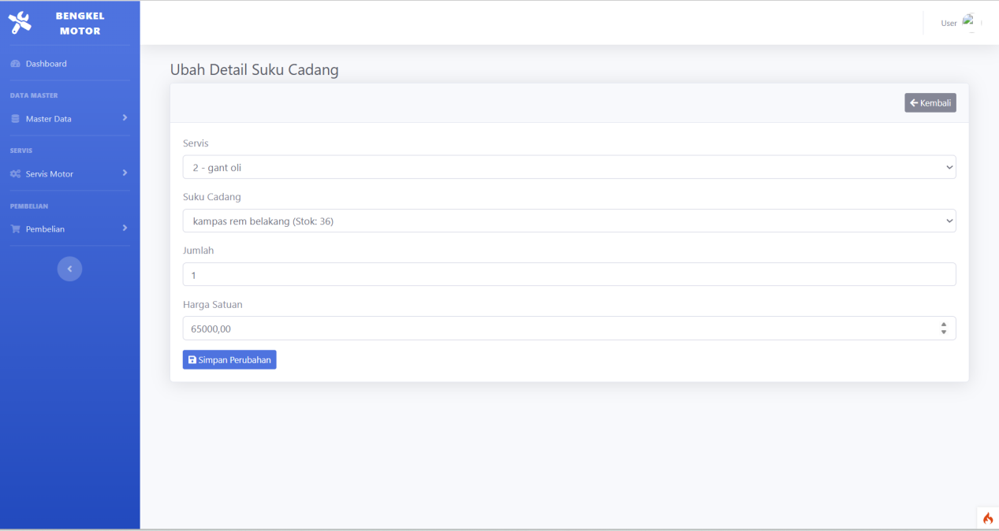 BENGKEL
MOTOR
User
Dashboard
DATA MASTER
Master Data
SERVIS
Servis Motor
PEMBELIAN
Pembelian
Ubah Detail Suku Cadang
Kembali
Servis
2 - gant oli
Suku Cadang
kampas rem belakang (Stok: 36)
Jumlah
1
Harga Satuan
65000,00
Simpan Perubahan